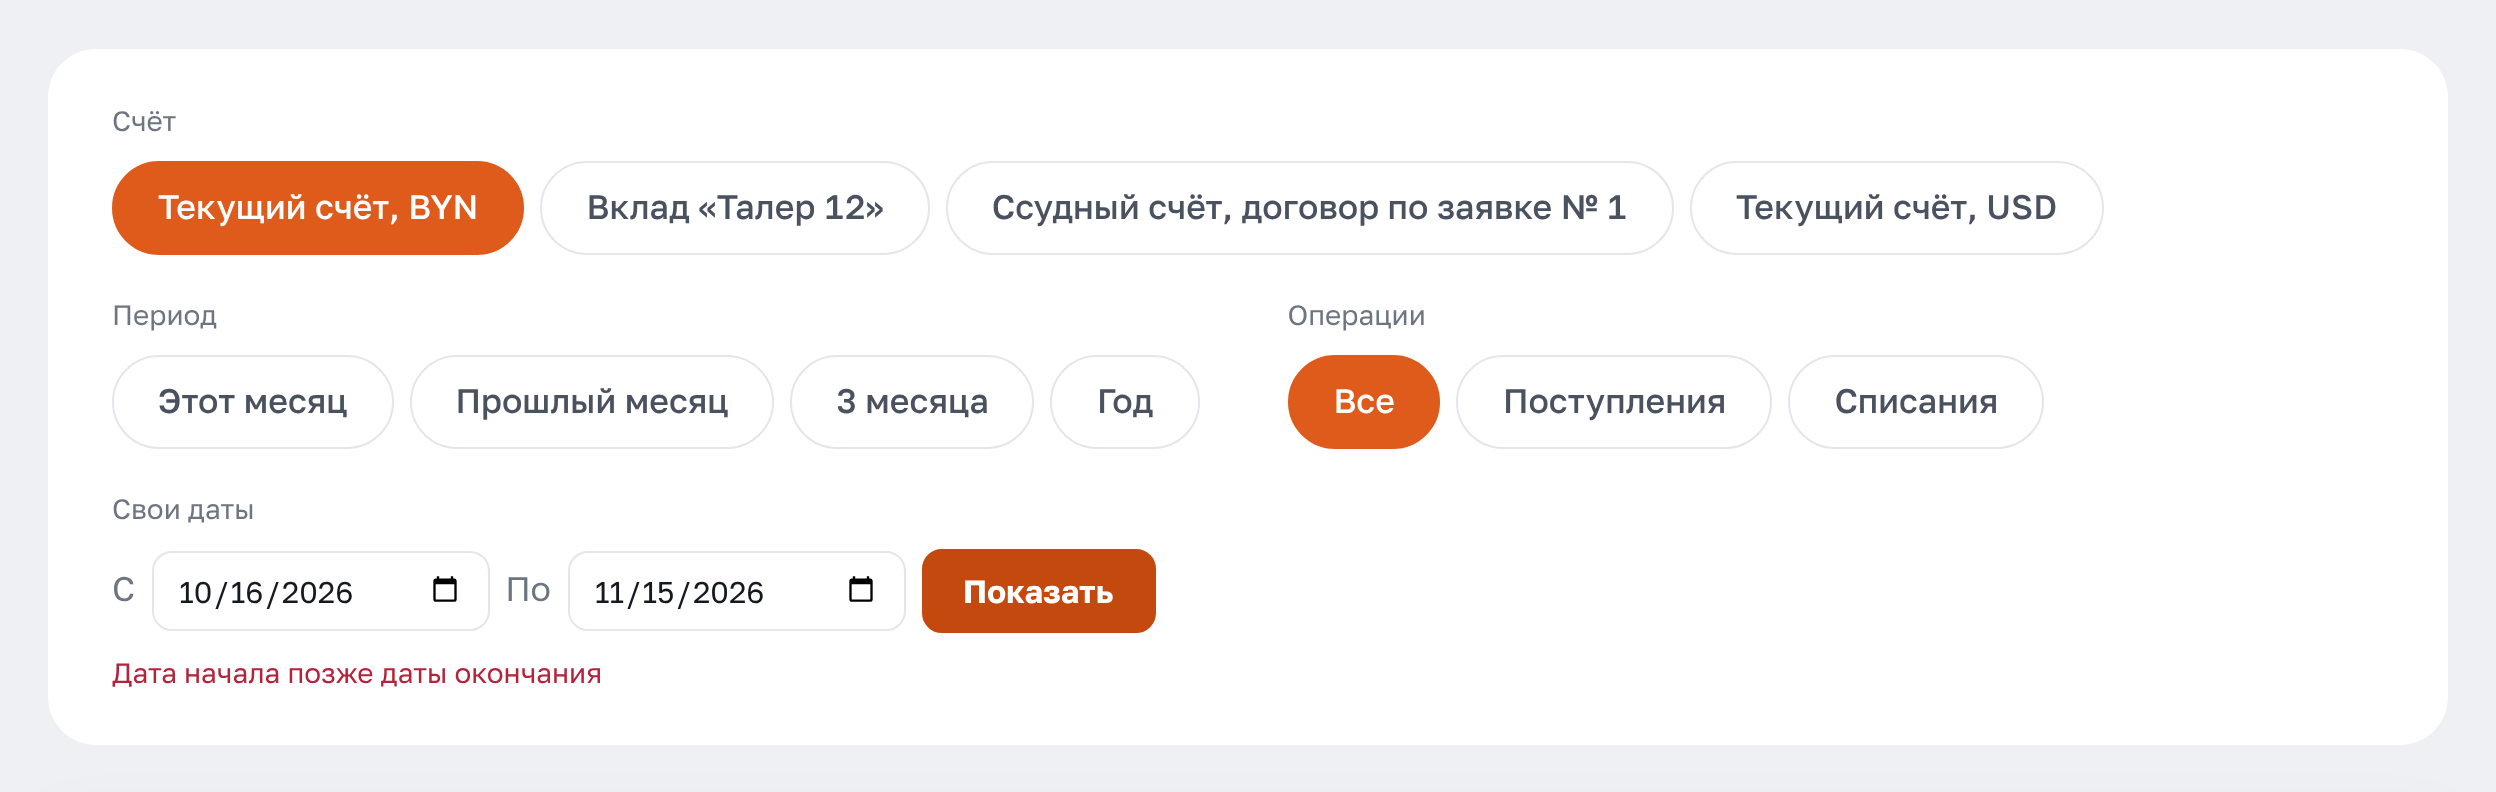 Счёт
Текущий счёт, BYN
Вклад «Талер 12»
Ссудный счёт, договор по заявке № 1
Текущий счёт, USD
Период
Этот месяц
Прошлый месяц
3 месяца
Год
Операции
Все
Поступления
Списания
Свои даты
С 10/16/2026 По 11/15/2026 Показать
Дата начала позже даты окончания